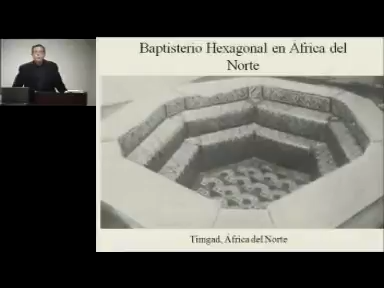 Baptisterio Hexagonal en África del
Norte
Timgad, África del Norte